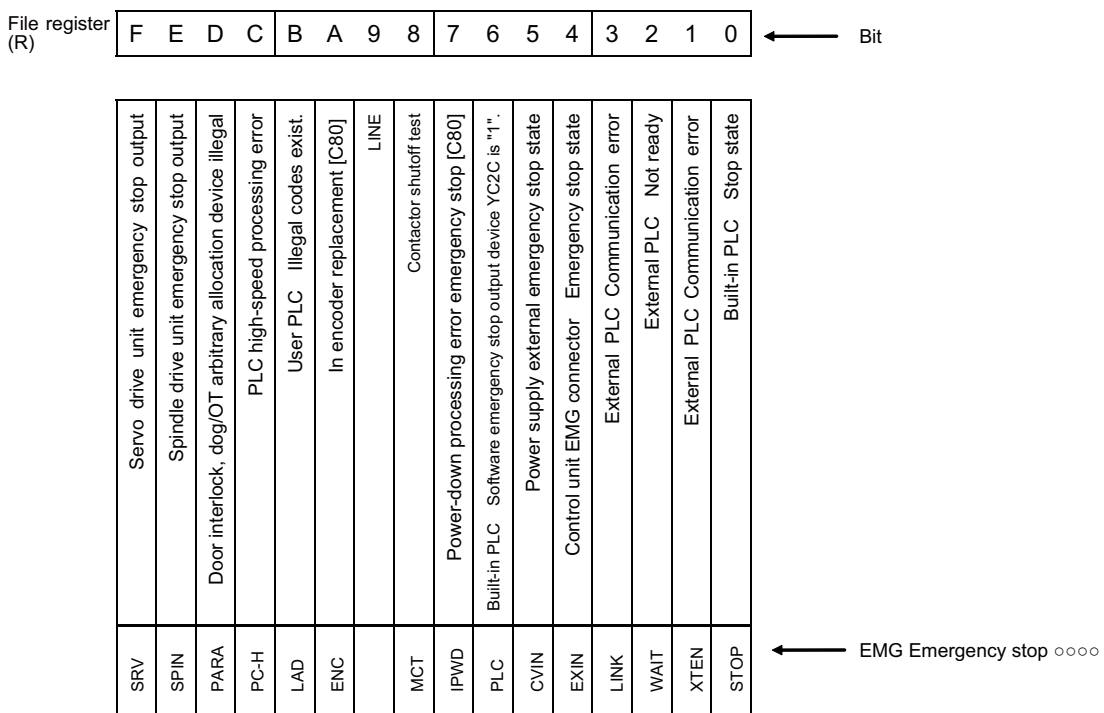 File register
(R)
F E D C B A 9 8 7 6 5 4 3 2 1 0
Bit
Servo drive unit emergency stop output
Spindle drive unit emergency stop output
Door interlock, dog/OT arbitrary allocation device illegal
PLC high-speed processing error
User PLC Illegal codes exist.
In encoder replacement [C80]
LINE
Contactor shutoff test
Power-down processing error emergency stop [C80]
Built-in PLC Software emergency stop output device YC2C is "1".
Power supply external emergency stop state
Control unit EMG connector Emergency stop state
External PLC Communication error
External PLC Not ready
External PLC Communication error
Built-in PLC Stop state
SRV
SPIN
PARA
PC-H
LAD
ENC
MCT
IPWD
PLC
CVIN
EXIN
LINK
WAIT
XTEN
STOP
EMG Emergency stop ○○○○